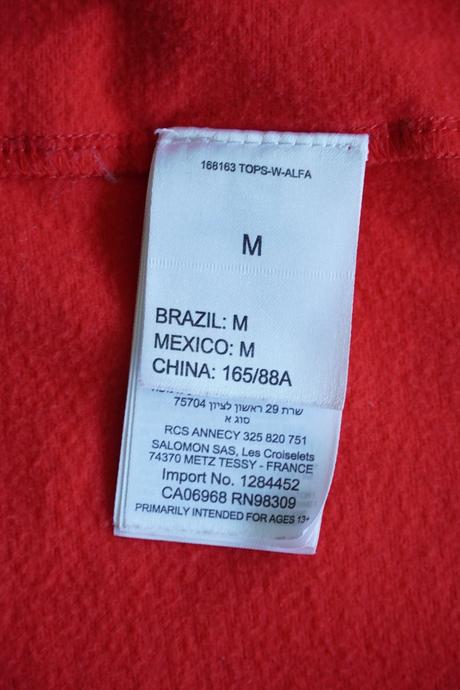 168163 TOPS-W-ALFA
M
BRAZIL: M
MEXICO: M
CHINA: 165/88A
שרת 29 ראשון לציון 75704
סוג א
RCS ANNECY 325 820 751
SALOMON SAS, Les Croiselets
74370 METZ TESSY - FRANCE
Import No. 1284452
CA06968 RN98309
PRIMARILY INTENDED FOR AGES 13+